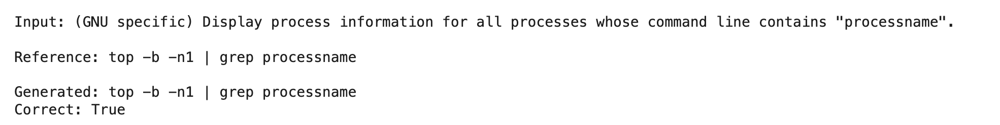 Input: (GNU specific) Display process information for all processes whose command line contains "processname".
Reference: top -b -n1 | grep processname
Generated: top -b -n1 | grep processname
Correct: True